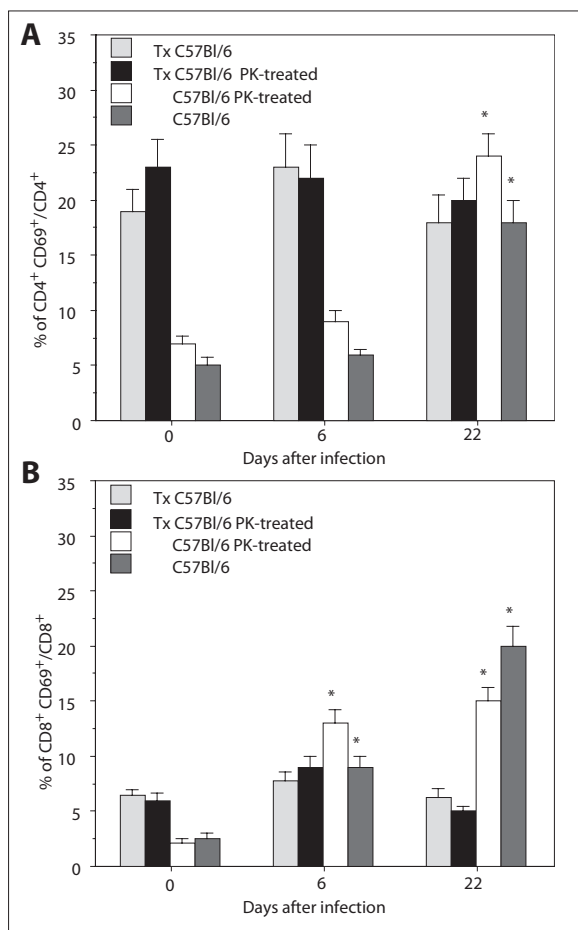 A
35
30
25
20
15
10
5
0
% of CD4+ CD69+/CD4+
Tx C57Bl/6
Tx C57Bl/6 PK-treated
C57Bl/6 PK-treated
C57Bl/6
* *
0 6 22
Days after infection
B
35
30
25
20
15
10
5
0
% of CD8+ CD69+/CD8+
Tx C57Bl/6
Tx C57Bl/6 PK-treated
C57Bl/6 PK-treated
C57Bl/6
* * * *
0 6 22
Days after infection